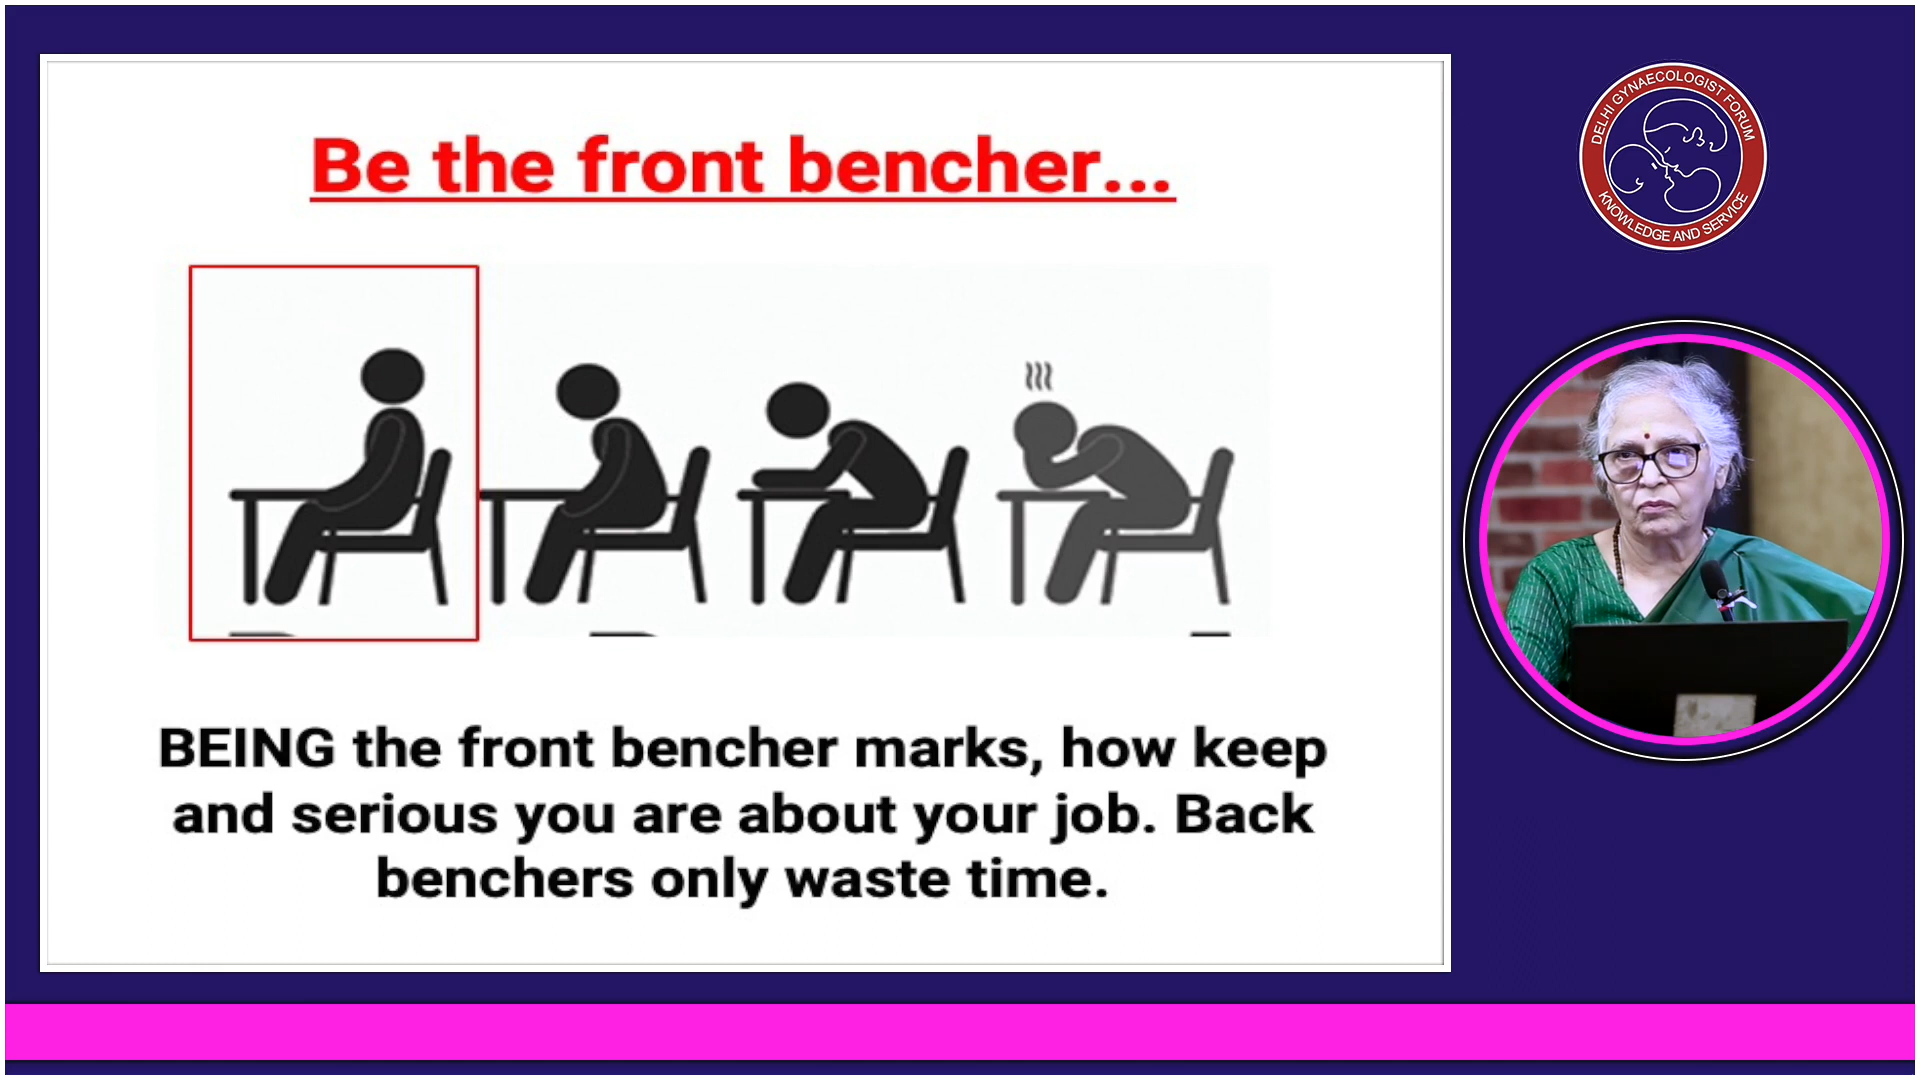 Be the front bencher...
BEING the front bencher marks, how keep
and serious you are about your job. Back
benchers only waste time.
DELHI GYNAECOLOGIST FORUM
KNOWLEDGE AND SERVICE